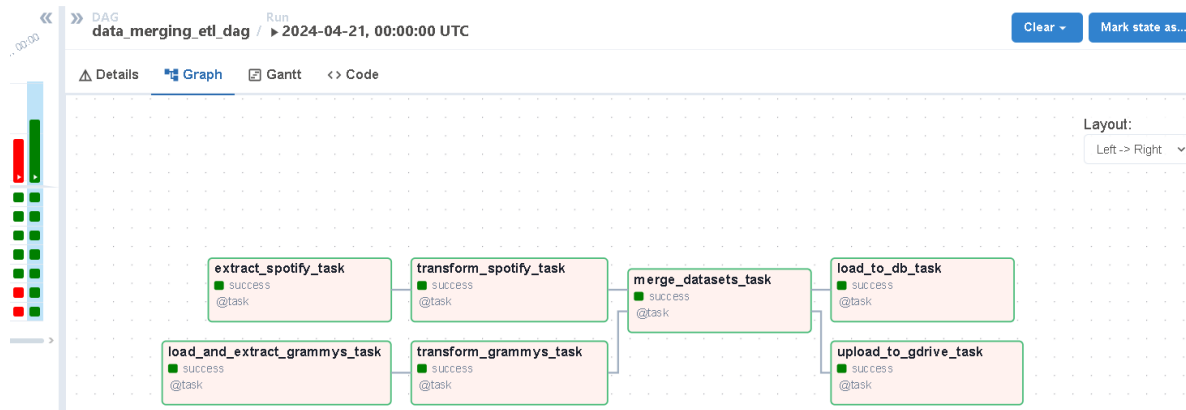 00:00
DAG
data_merging_etl_dag
/
Run
2024-04-21, 00:00:00 UTC
Clear
Mark state as...
Details
Graph
Gantt
<> Code
Layout:
Left -> Right
extract_spotify_task
success
@task
transform_spotify_task
success
@task
merge_datasets_task
success
@task
load_to_db_task
success
@task
load_and_extract_grammys_task
success
@task
transform_grammys_task
success
@task
upload_to_gdrive_task
success
@task